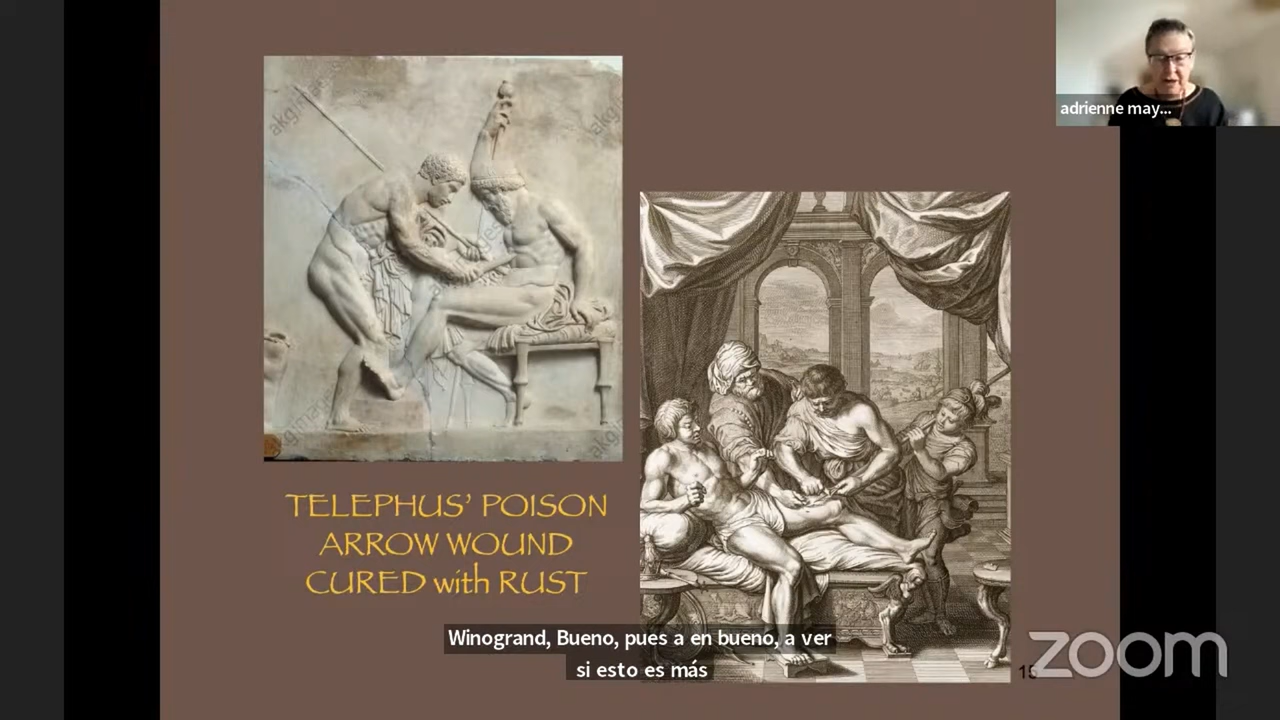 adrienne may...
TELEPHUS' POISON
ARROW WOUND
CURED with RUST
Winogrand, Bueno, pues a en bueno, a ver
si esto es más
zoom